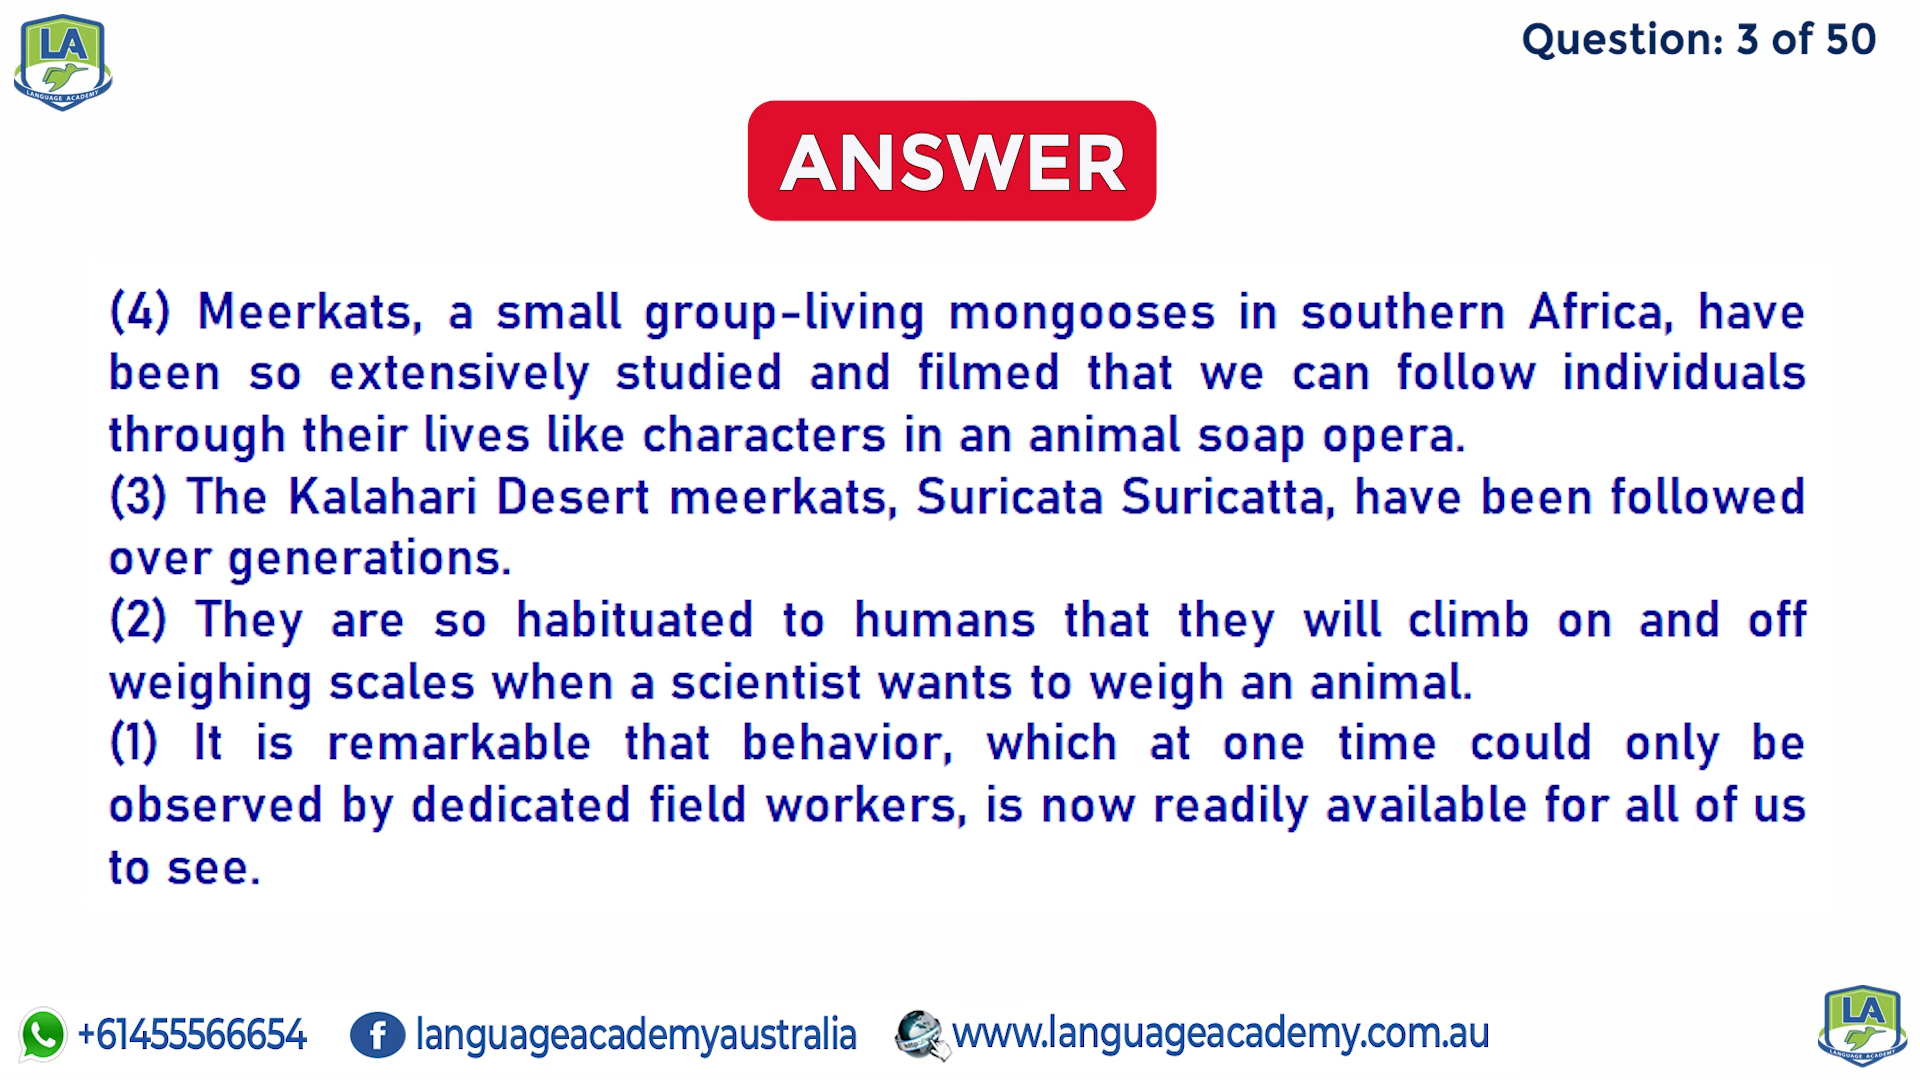 LA
LANGUAGE ACADEMY
Question: 3 of 50
ANSWER
(4) Meerkats, a small group-living mongooses in southern Africa, have
been so extensively studied and filmed that we can follow individuals
through their lives like characters in an animal soap opera.
(3) The Kalahari Desert meerkats, Suricata Suricatta, have been followed
over generations.
(2) They are so habituated to humans that they will climb on and off
weighing scales when a scientist wants to weigh an animal.
(1) It is remarkable that behavior, which at one time could only be
observed by dedicated field workers, is now readily available for all of us
to see.
+61455566654 f languageacademyaustralia http:// www.languageacademy.com.au
LA
LANGUAGE ACADEMY